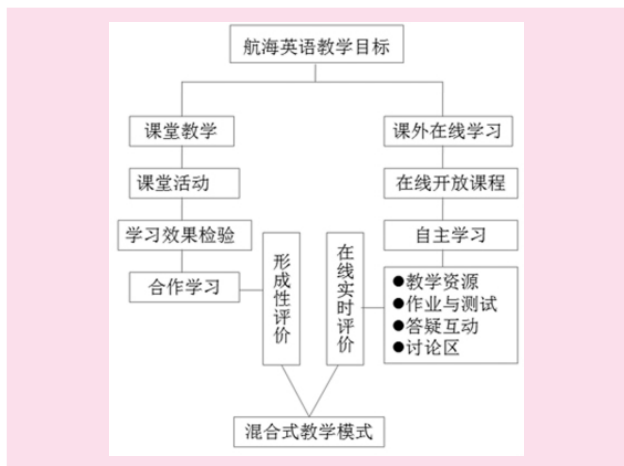 航海英语教学目标
课堂教学
课外在线学习
课堂活动
在线开放课程
学习效果检验
自主学习
合作学习
形成性评价
在线实时评价
●教学资源
●作业与测试
●答疑互动
●讨论区
混合式教学模式